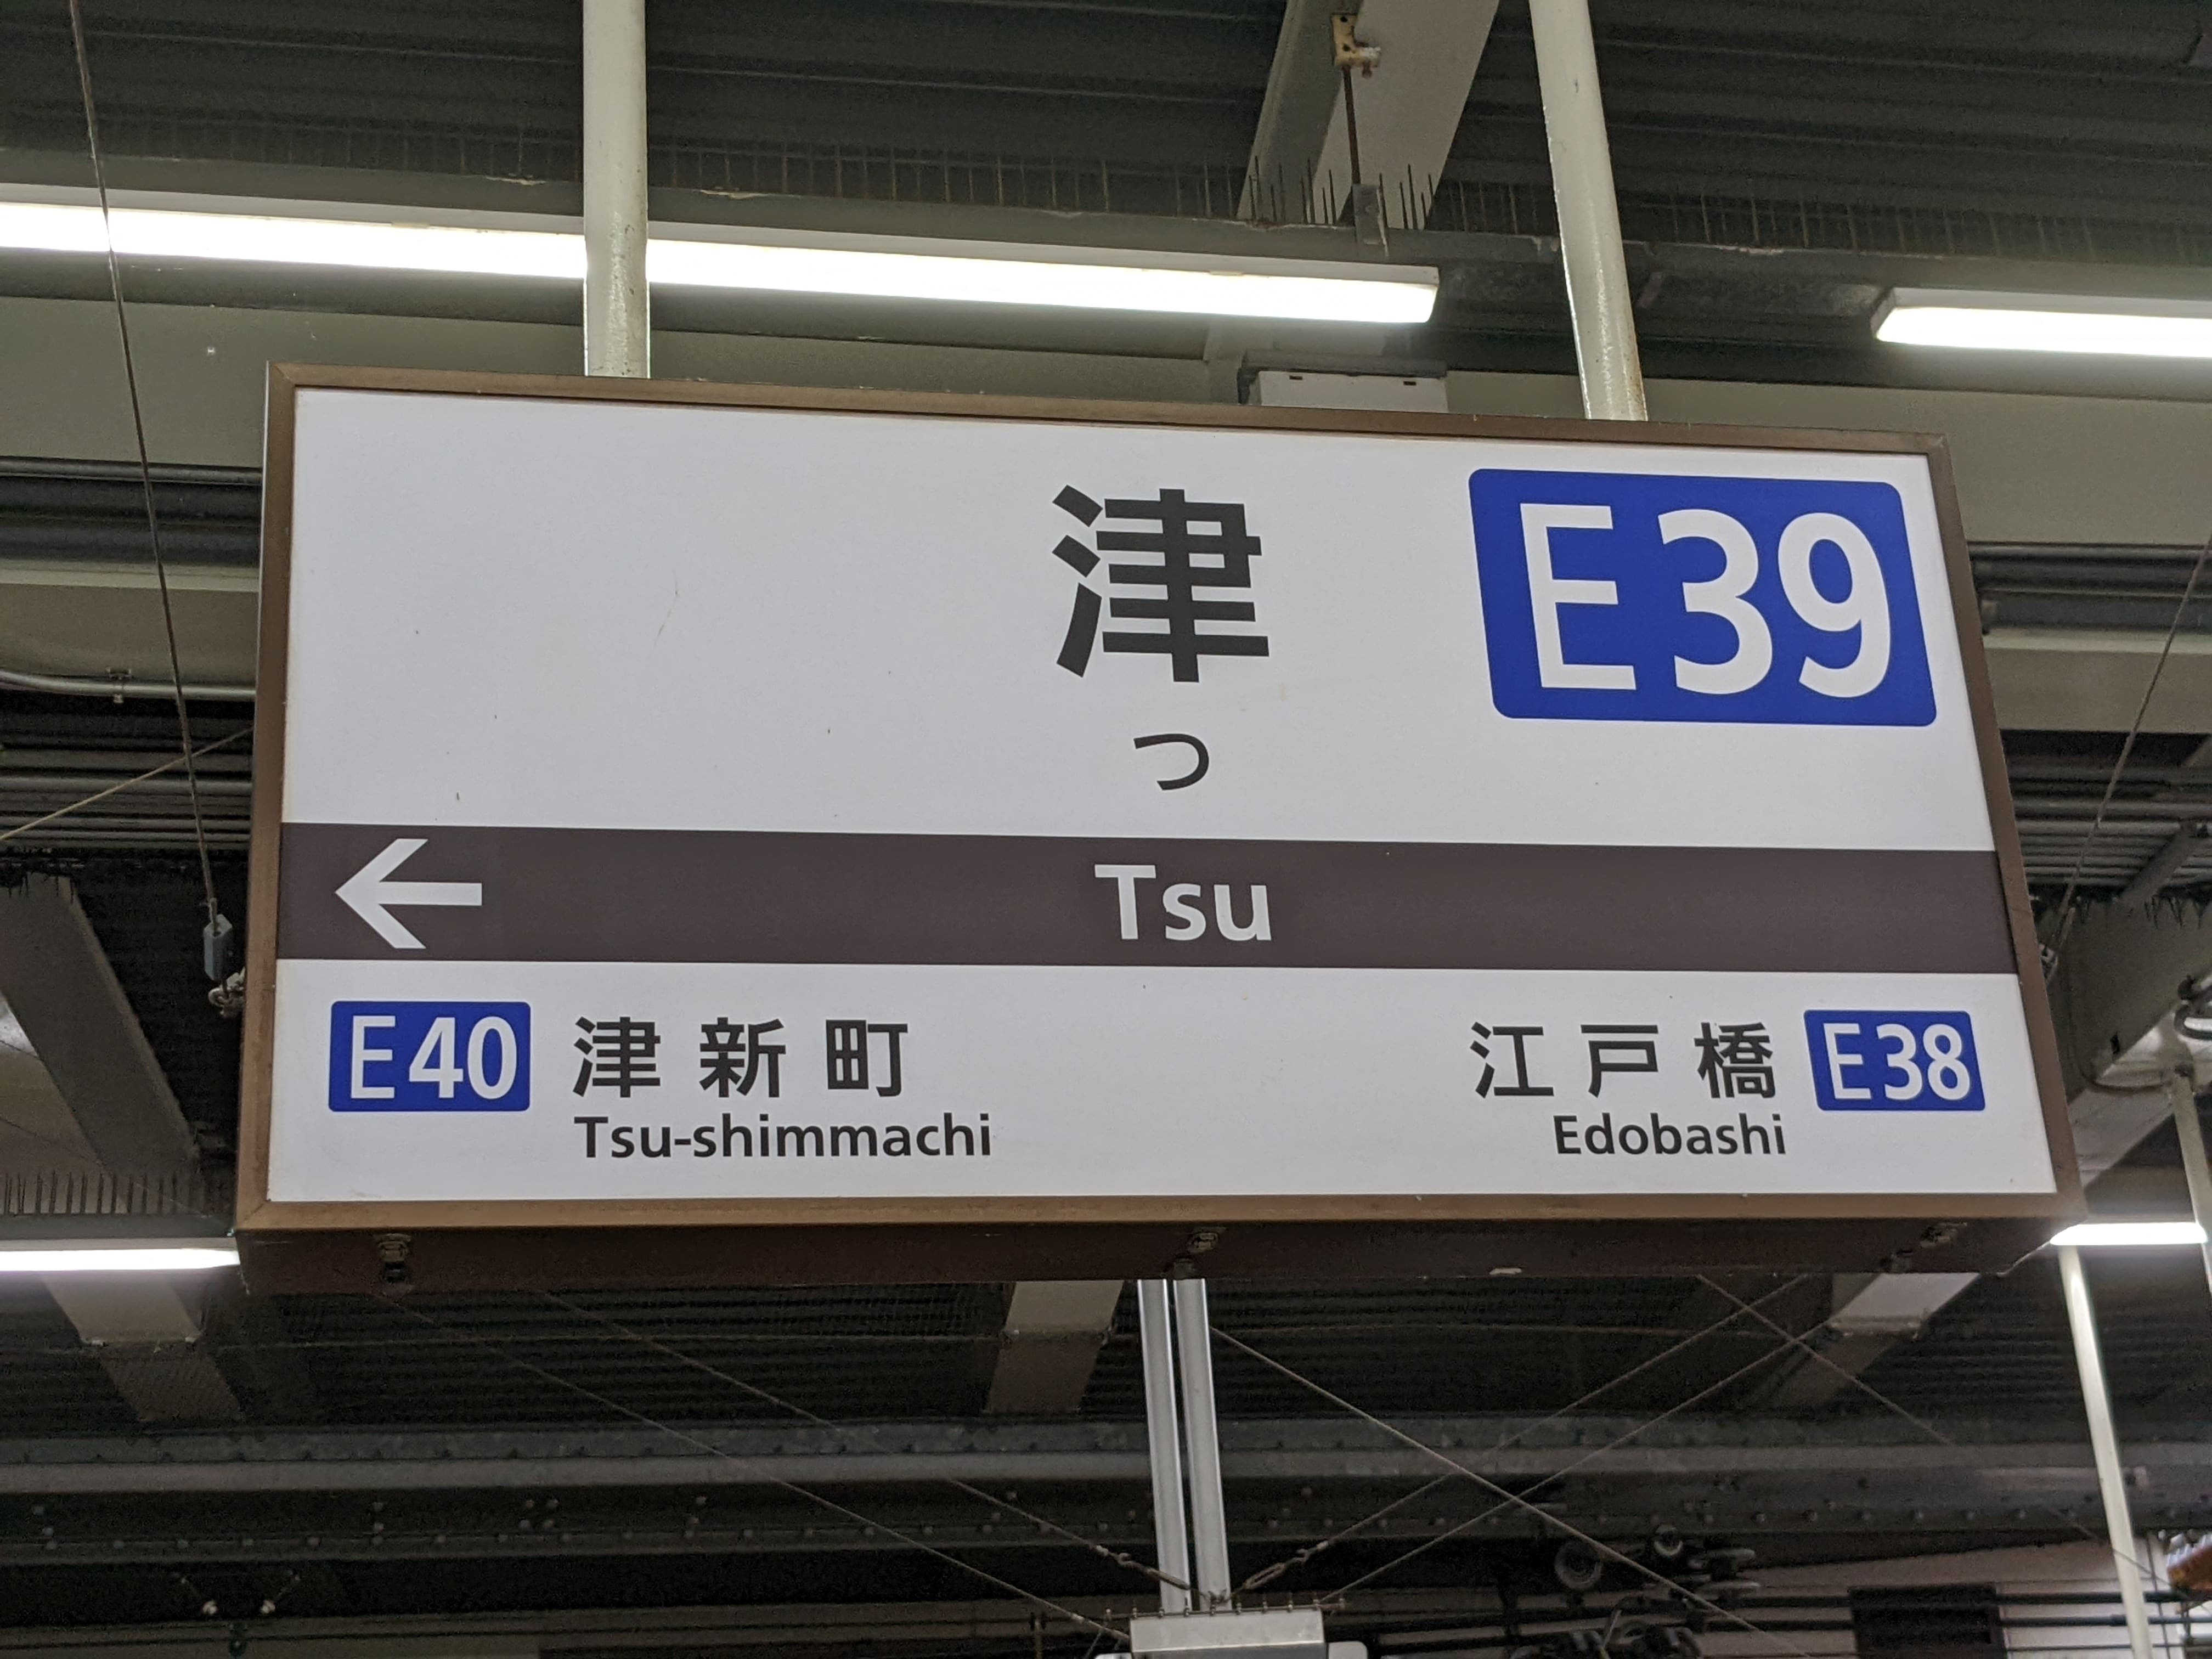 津 E39
つ
← Tsu
E40 津新町 江戸橋 E38
Tsu-shimmachi Edobashi